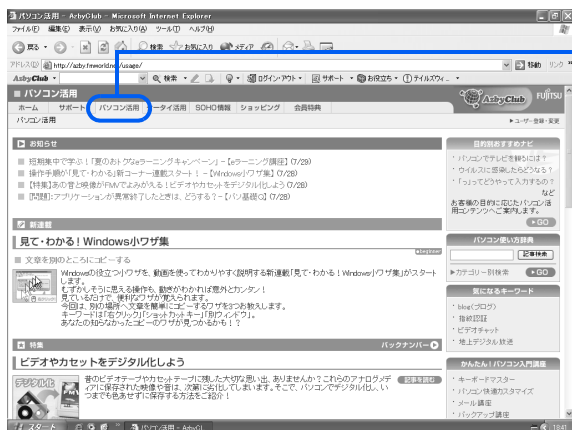 パソコン活用 - AzbyClub - Microsoft Internet Explorer
ファイル(F) 編集(E) 表示(V) お気に入り(A) ツール(T) ヘルプ(H)
戻る 検索 お気に入り メディア
アドレス(D) http://azby.fmworld.net/usage/ 移動 リンク
AzbyClub 検索 ログイン・アウト サポート お役立ち
パソコン活用 AzbyClub FUJITSU
ホーム サポート パソコン活用 ケータイ活用 SOHO情報 ショッピング 会員特典
パソコン活用 ユーザー登録・変更
お知らせ
短期集中で学ぶ!「夏のおトクなeラーニングキャンペーン」-【eラーニング講座】(7/29)
操作手順が「見て・わかる」新コーナー連載スタート! -【Windows小ワザ集】(7/29)
【特集】あの音と映像がFMVでよみがえる!ビデオやカセットをデジタル化しよう(7/29)
【問題】:アプリケーションが異常終了したときは、どうする? -【パソ基礎Q】(7/29)
新連載
見て・わかる!Windows小ワザ集
文章を別のところにコピーする
Windowsの役立つ小ワザを、動画を使ってわかりやすく説明する新連載「見て・わかる!Windows小ワザ集」がスタート
します。
むずかしそうに思える操作も、動きがわかれば意外とカンタン!
見ているだけで、便利なワザが覚えられます。
今回は、別の場所へ文章を簡単にコピーするワザを3つお教えします。
キーワードは「右クリック」「ショートカットキー」「別ウィンドウ」。
あなたの知らなかったコピーのワザが見つかるかも!?
特集 バックナンバー
ビデオやカセットをデジタル化しよう
デジタル化
昔のビデオテープやカセットテープに残した大切な思い出、ありませんか?これらのアナログメデ
ィアに保存された映像や音は、次第に劣化してしまいます。そこで、パソコンでデジタル化し、い
つまでも色あせずに保存する方法をご紹介!
記事を読む
目的別おすすめナビ
・パソコンでテレビを観るには?
・ウイルスに感染したらどうなる?
・「っ」ってどうやって入力するの?
など
お客様の目的に応じたパソコン活
用コンテンツへご案内します。
GO
パソコン使い方辞典
記事検索
カテゴリー別検索 GO
気になるキーワード
・blog(ブログ)
・指紋認証
・ビデオチャット
・地上デジタル放送
かんたん!パソコン入門講座
・キーボードマスター
・パソコン快適カスタマイズ
・メール講座
・バックアップ講座
スタート パソコン活用 - AzbyCl 18:41